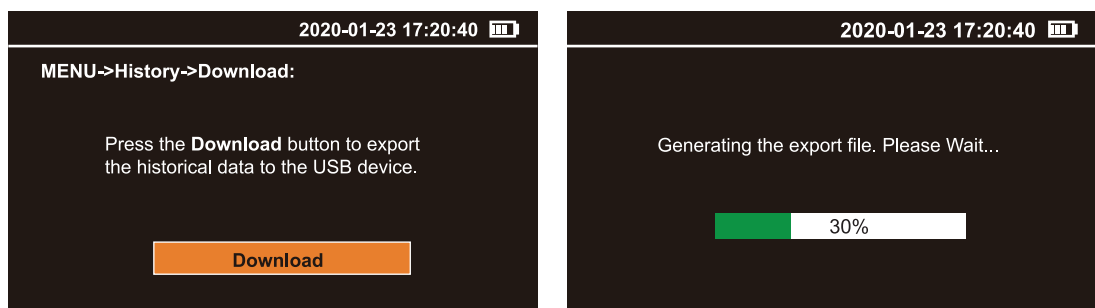 2020-01-23 17:20:40
MENU->History->Download:
Press the Download button to export
the historical data to the USB device.
Download
2020-01-23 17:20:40
Generating the export file. Please Wait...
30%